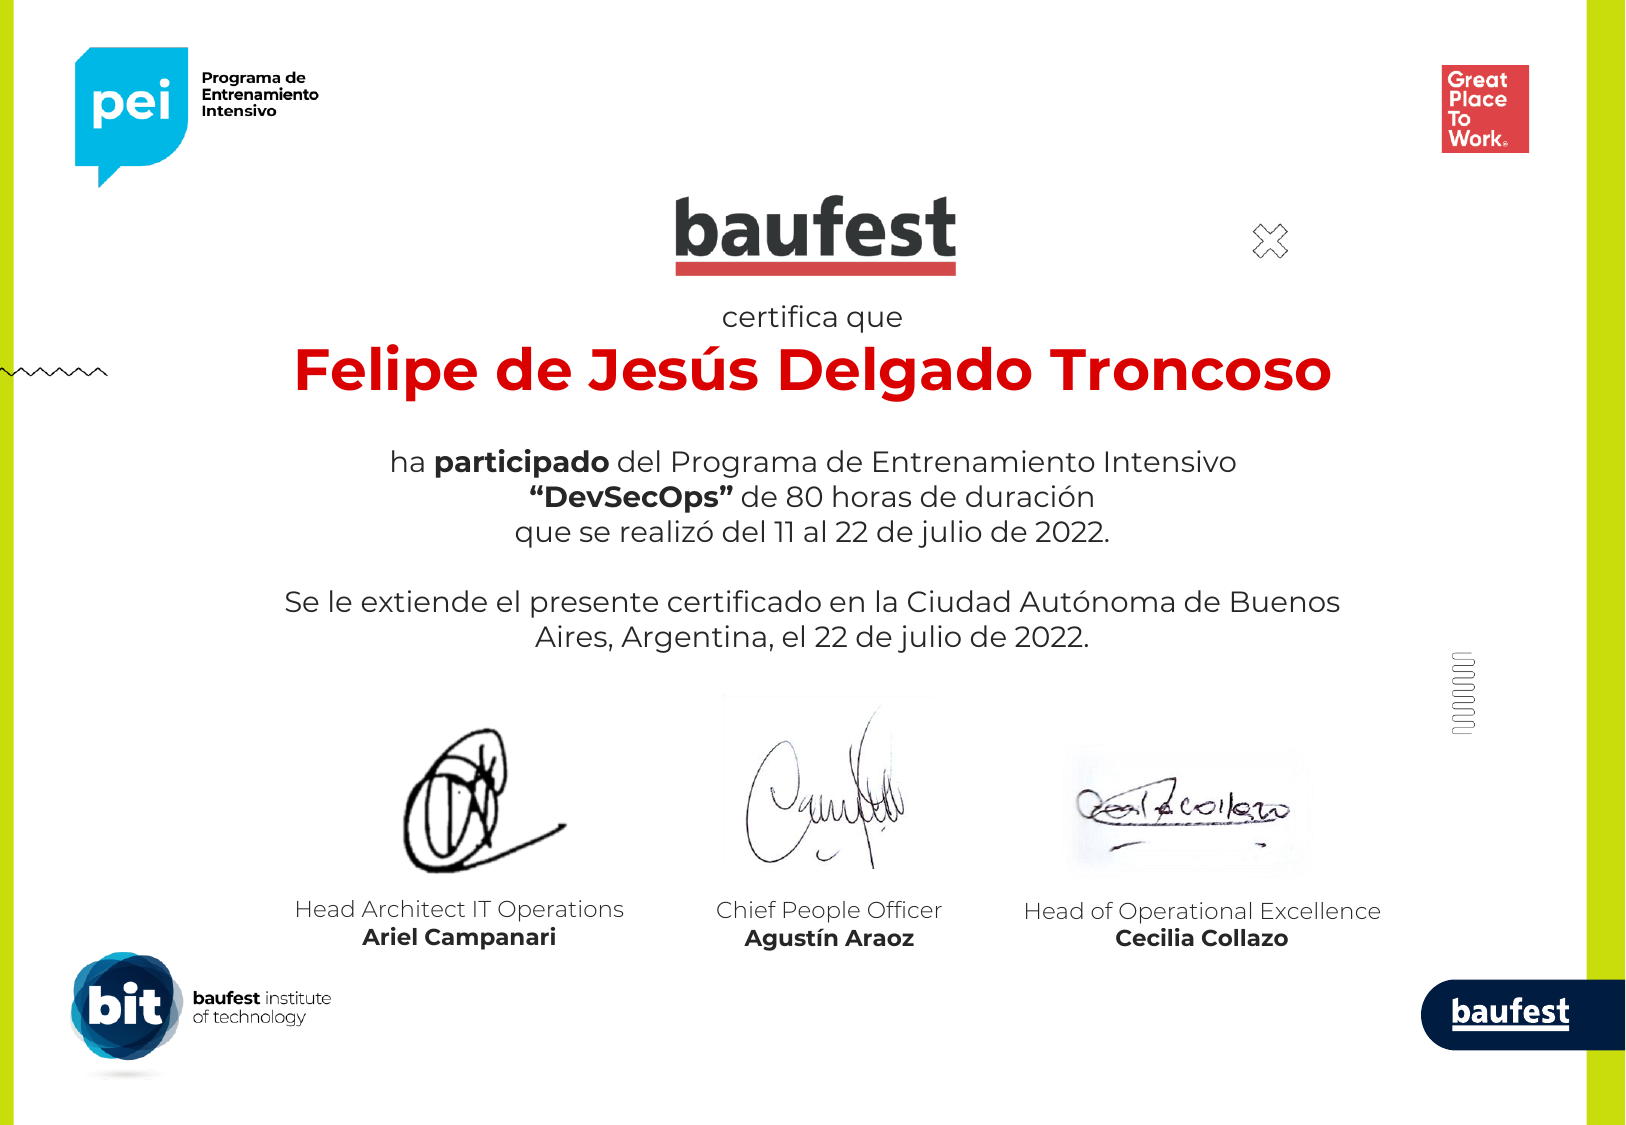 pei
Programa de
Entrenamiento
Intensivo
Great
Place
To
Work®
baufest
certifica que
Felipe de Jesús Delgado Troncoso
ha participado del Programa de Entrenamiento Intensivo
“DevSecOps” de 80 horas de duración
que se realizó del 11 al 22 de julio de 2022.
Se le extiende el presente certificado en la Ciudad Autónoma de Buenos
Aires, Argentina, el 22 de julio de 2022.
Head Architect IT Operations
Ariel Campanari
Chief People Officer
Agustín Araoz
Head of Operational Excellence
Cecilia Collazo
bit
baufest institute
of technology
baufest